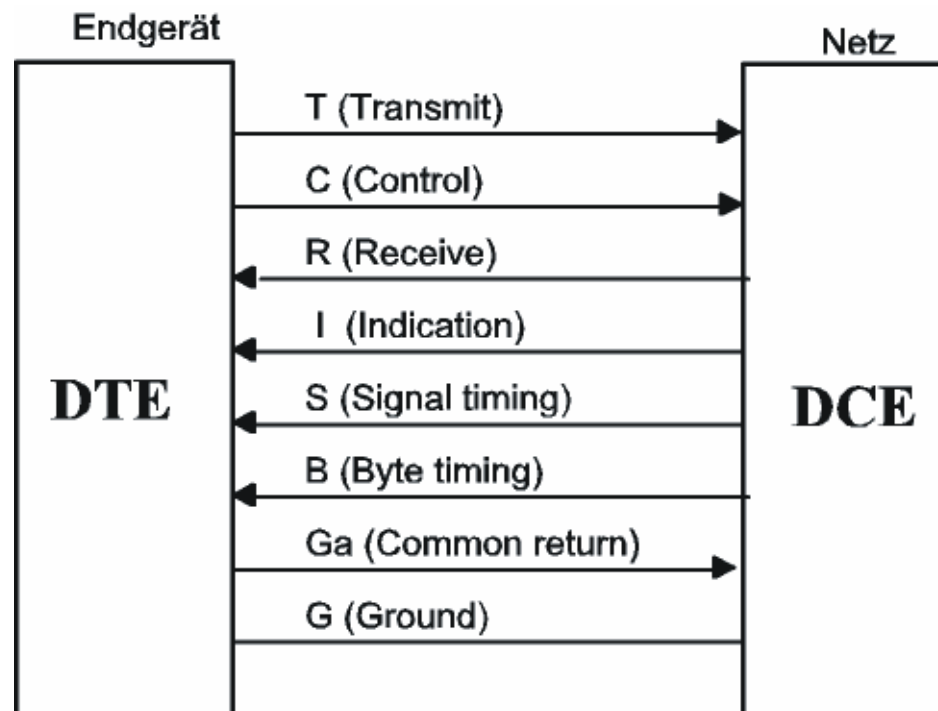 Endgerät
Netz
T (Transmit)
C (Control)
R (Receive)
I (Indication)
DTE
S (Signal timing)
DCE
B (Byte timing)
Ga (Common return)
G (Ground)